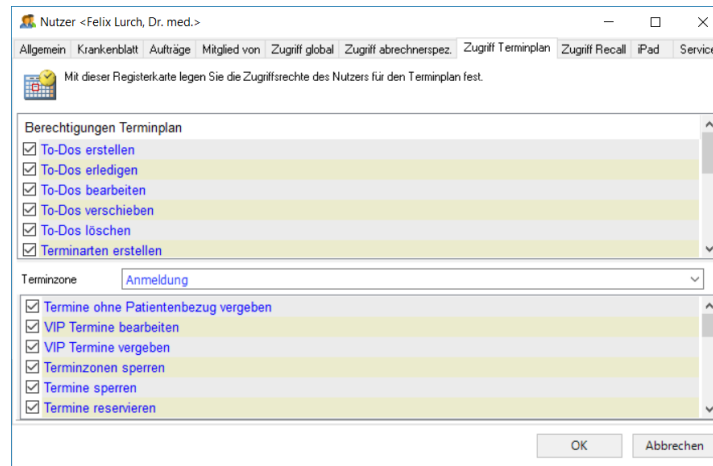 Nutzer <Felix Lurch, Dr. med.>
Allgemein Krankenblatt Aufträge Mitglied von Zugriff global Zugriff abrechnerspez. Zugriff Terminplan Zugriff Recall iPad Service
Mit dieser Registerkarte legen Sie die Zugriffsrechte des Nutzers für den Terminplan fest.
Berechtigungen Terminplan
To-Dos erstellen
To-Dos erledigen
To-Dos bearbeiten
To-Dos verschieben
To-Dos löschen
Terminarten erstellen
Terminzone Anmeldung
Termine ohne Patientenbezug vergeben
VIP Termine bearbeiten
VIP Termine vergeben
Terminzonen sperren
Termine sperren
Termine reservieren
OK Abbrechen